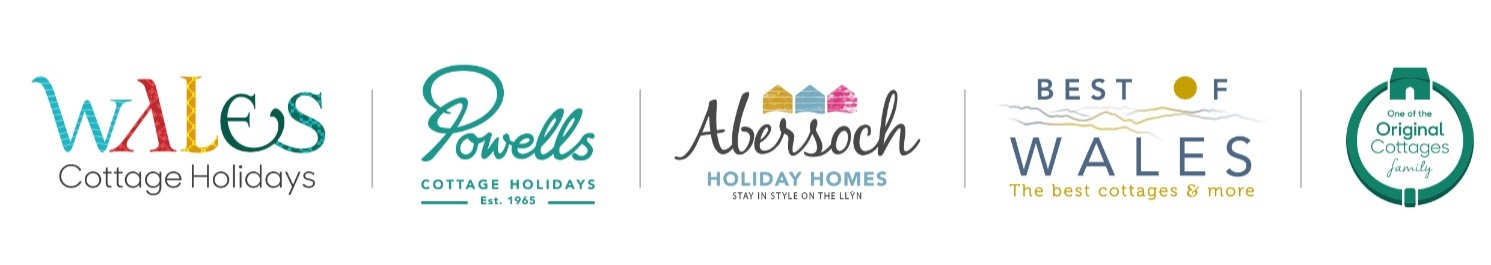 WALES
Cottage Holidays
Powells
COTTAGE HOLIDAYS
Est. 1965
Abersoch
HOLIDAY HOMES
STAY IN STYLE ON THE LLŶN
BEST OF
WALES
The best cottages & more
One of the
Original
Cottages
family